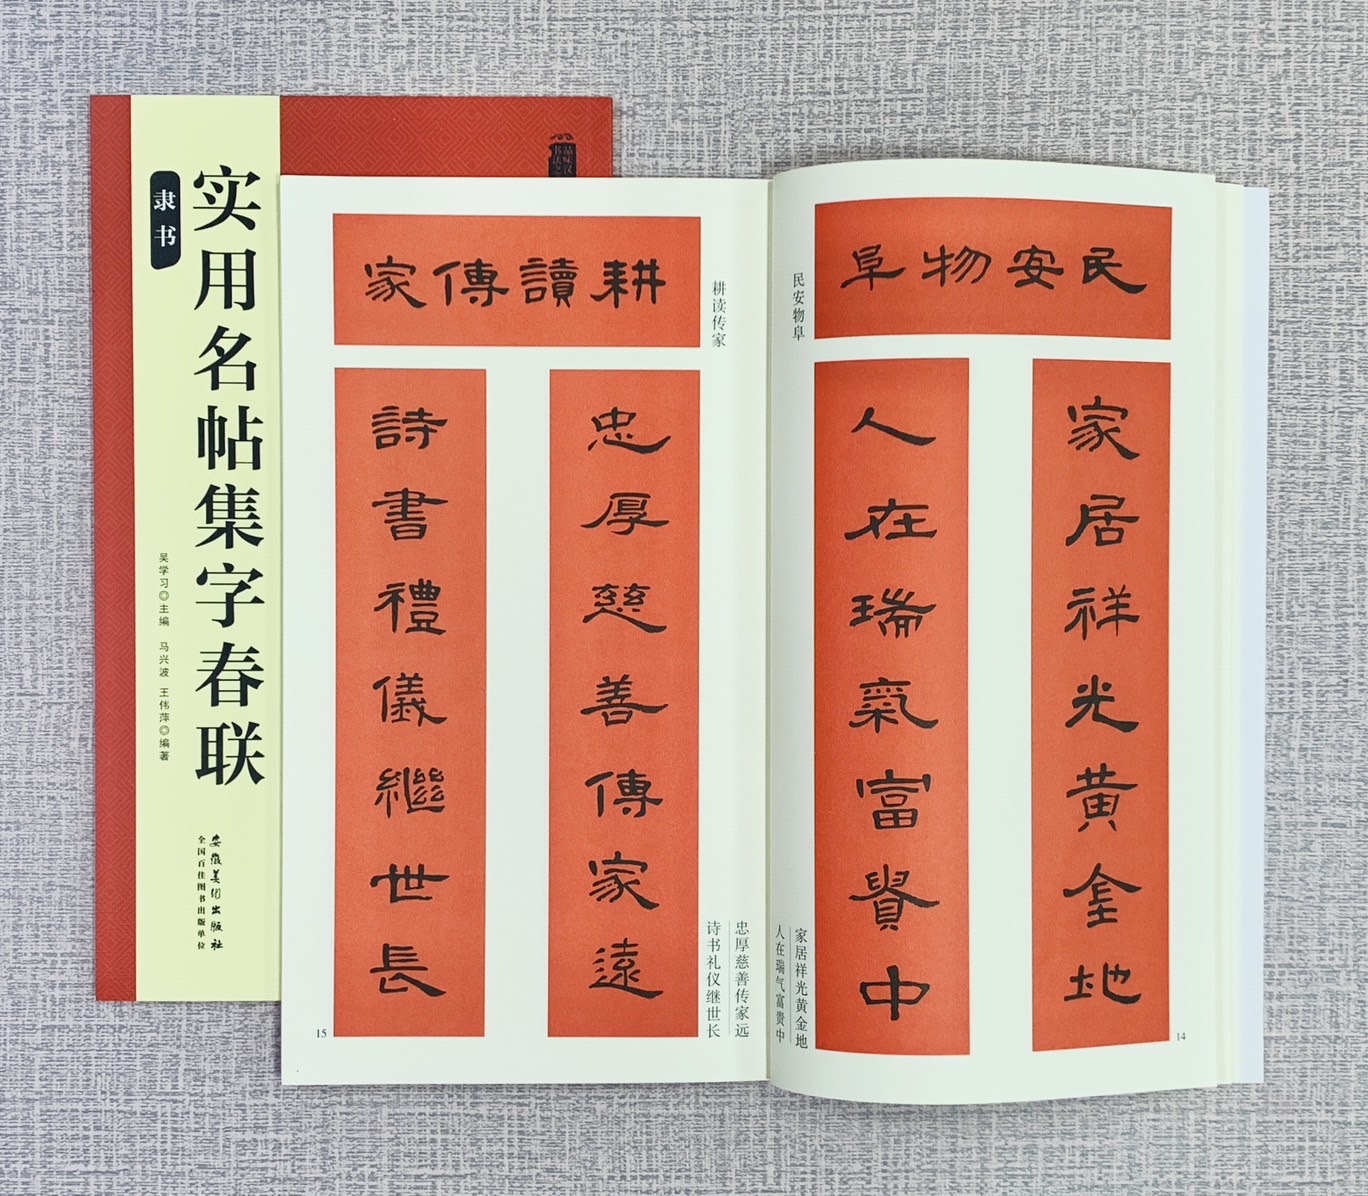 隶书
实用名帖集字春联
吴学习◎主编 马兴波 王伟萍◎编著
安徽美术出版社
全国百佳图书出版单位
民安物阜
民安物阜
家居祥光黄金地
人在瑞氣富貴中
家居祥光黄金地
人在瑞气富贵中
14
耕讀傳家
耕读传家
忠厚慈善傳家遠
詩書禮儀繼世長
忠厚慈善传家远
诗书礼仪继世长
15